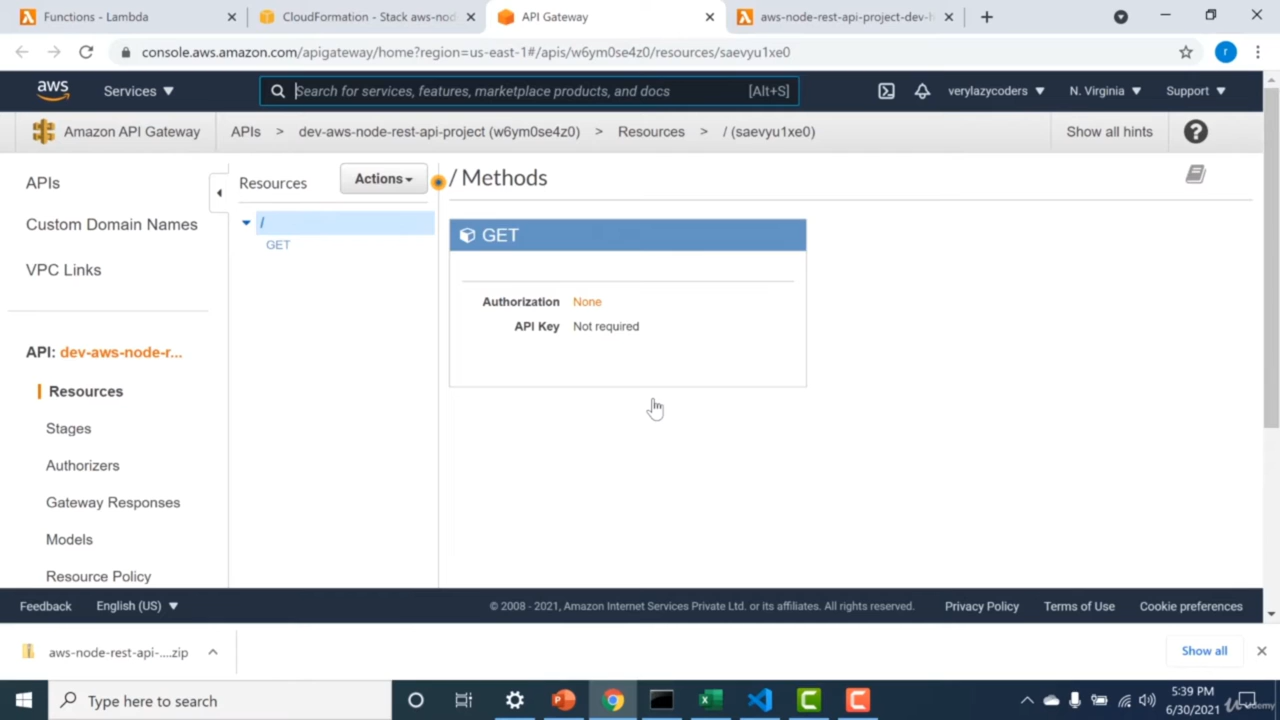 Functions - Lambda
CloudFormation - Stack aws-nod
API Gateway
aws-node-rest-api-project-dev-h
console.aws.amazon.com/apigateway/home?region=us-east-1#/apis/w6ym0se4z0/resources/saevyu1xe0
r
aws
Services
Search for services, features, marketplace products, and docs
[Alt+S]
verylazycoders
N. Virginia
Support
Amazon API Gateway
APIs > dev-aws-node-rest-api-project (w6ym0se4z0) > Resources > / (saevyu1xe0)
Show all hints
?
APIs
Custom Domain Names
VPC Links
API: dev-aws-node-r...
Resources
Stages
Authorizers
Gateway Responses
Models
Resource Policy
Resources
Actions
/
GET
/ Methods
GET
Authorization None
API Key Not required
Feedback
English (US)
© 2008 - 2021, Amazon Internet Services Private Ltd. or its affiliates. All rights reserved.
Privacy Policy
Terms of Use
Cookie preferences
aws-node-rest-api-....zip
Show all
Type here to search
5:39 PM
6/30/2021
Udemy